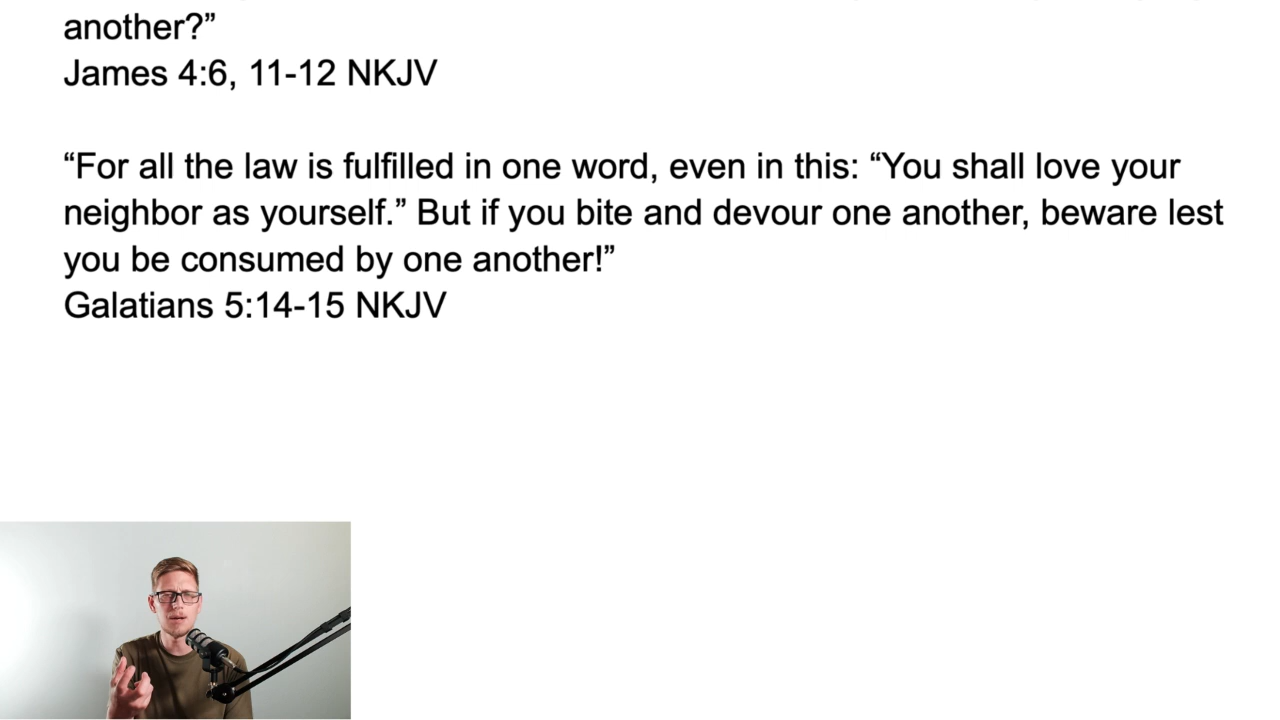 another?”
James 4:6, 11-12 NKJV
“For all the law is fulfilled in one word, even in this: “You shall love your
neighbor as yourself.” But if you bite and devour one another, beware lest
you be consumed by one another!”
Galatians 5:14-15 NKJV